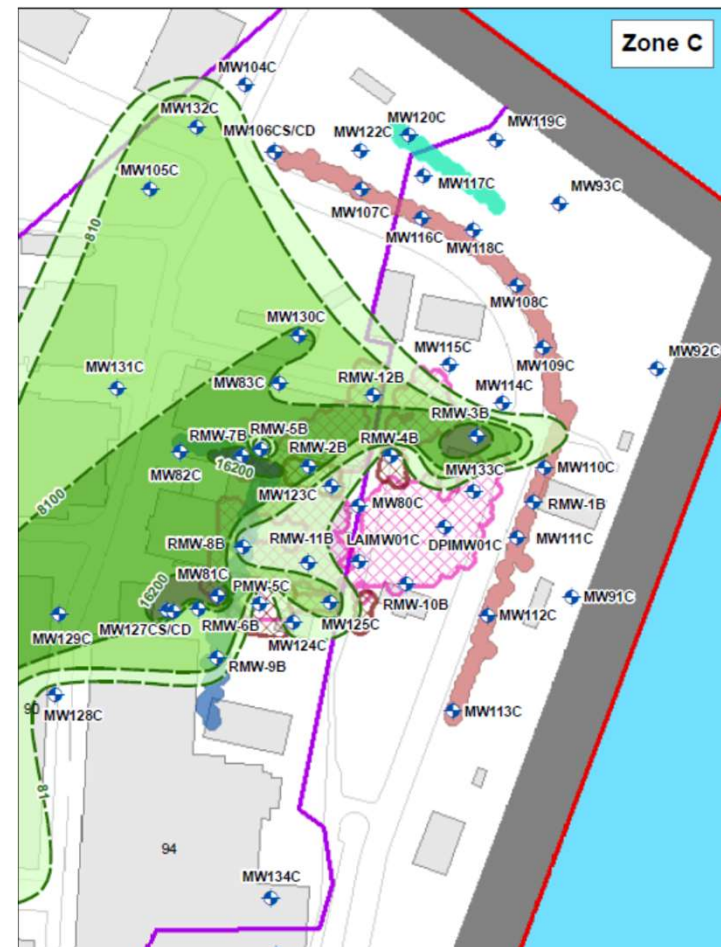 Zone C
MW104C
MW132C
MW120C
MW119C
MW106CS/CD
MW122C
MW105C
MW117C
MW93C
MW107C
MW116C
MW118C
810
MW108C
MW130C
MW109C
MW115C
MW92C
MW131C
MW83C
RMW-12B
MW114C
RMW-3B
RMW-5B
RMW-7B
RMW-2B
RMW-4B
16200
MW82C
MW133C
MW110C
MW123C
8100
MW80C
RMW-1B
DPIMW01C
RMW-8B
RMW-11B
LAIMW01C
MW111C
MW81C
PMW-5C
RMW-10B
MW91C
16200
MW129C
MW127CS/CD
RMW-6B
MW125C
MW112C
MW124C
RMW-9B
90
MW128C
MW113C
81
94
MW134C